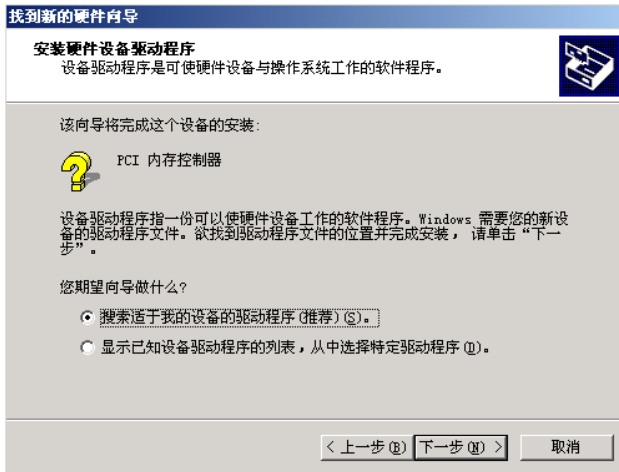 找到新的硬件向导
安装硬件设备驱动程序
设备驱动程序是可使硬件设备与操作系统工作的软件程序。
该向导将完成这个设备的安装:
PCI 内存控制器
设备驱动程序指一份可以使硬件设备工作的软件程序。Windows 需要您的新设
备的驱动程序文件。欲找到驱动程序文件的位置并完成安装， 请单击“下一
步”。
您期望向导做什么?
搜索适于我的设备的驱动程序(推荐)(S)。
显示已知设备驱动程序的列表，从中选择特定驱动程序(D)。
< 上一步(B) 下一步(N) > 取消